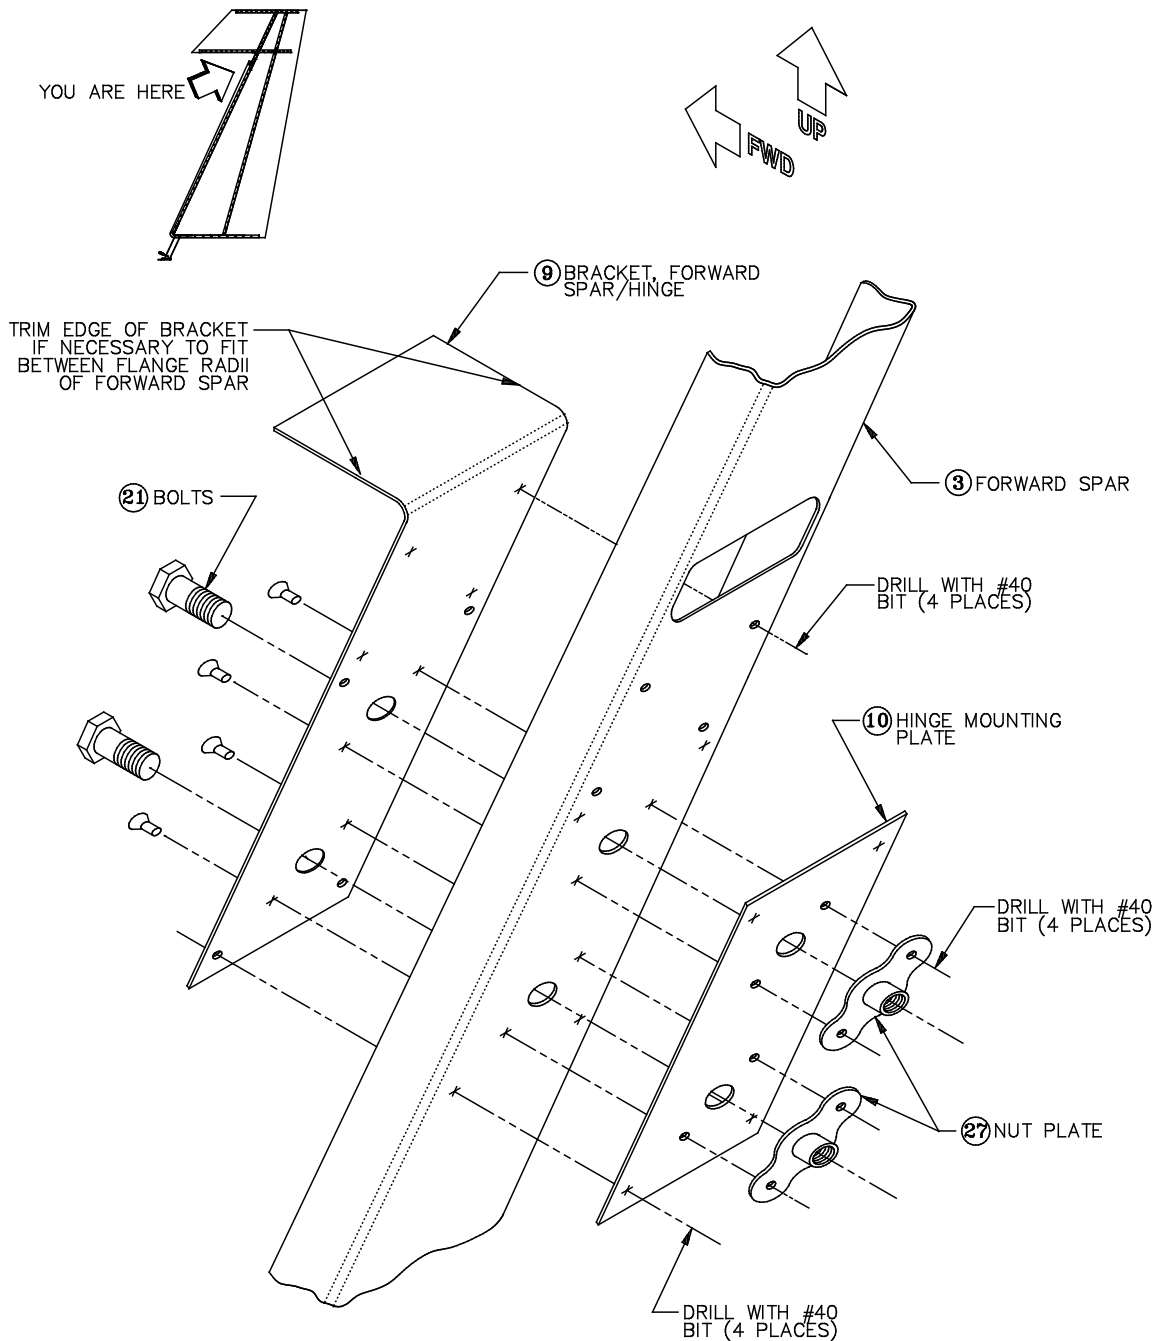 YOU ARE HERE
UP
FWD
9 BRACKET, FORWARD
SPAR/HINGE
TRIM EDGE OF BRACKET
IF NECESSARY TO FIT
BETWEEN FLANGE RADII
OF FORWARD SPAR
21 BOLTS
3 FORWARD SPAR
DRILL WITH #40
BIT (4 PLACES)
10 HINGE MOUNTING
PLATE
DRILL WITH #40
BIT (4 PLACES)
27 NUT PLATE
DRILL WITH #40
BIT (4 PLACES)